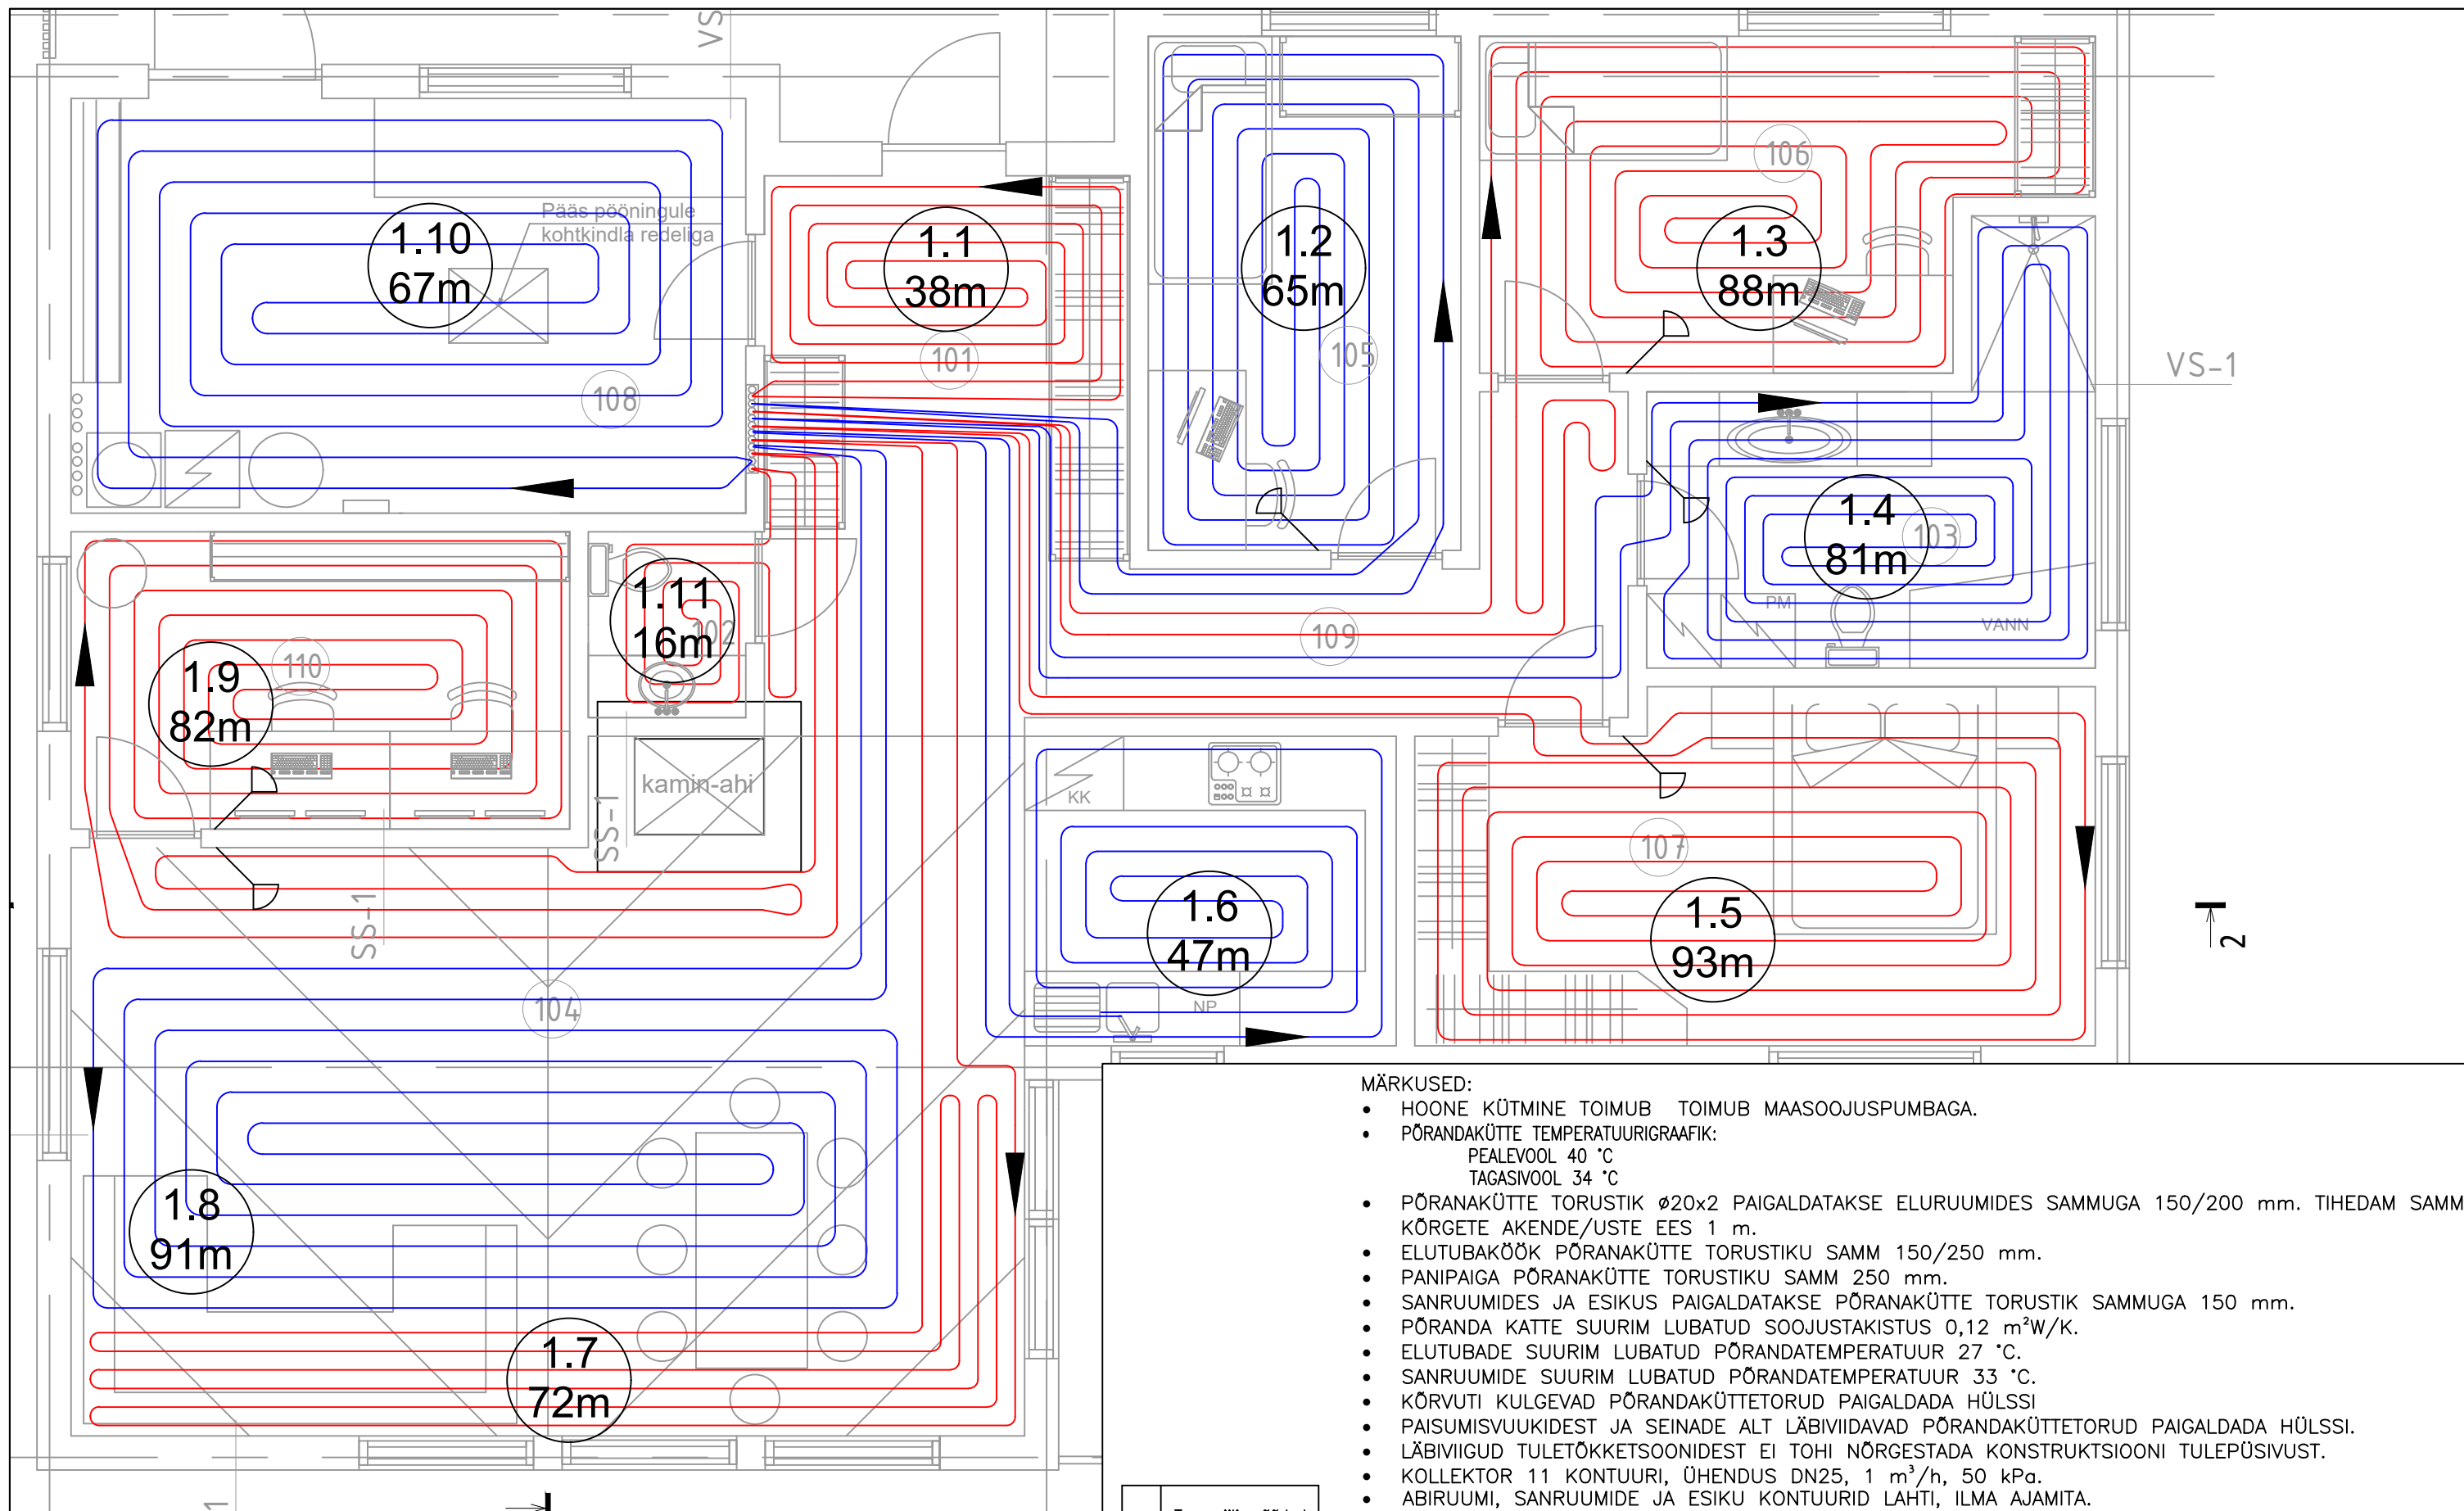 VS
1.10
67m
Pääs pööningule
kohtkindla redeliga
108
1.1
38m
101
1.2
65m
105
106
1.3
88m
VS-1
1.4
81m
103
PM
VANN
109
1.9
82m
110
1.11
16m
102
kamin-ahi
SS-1
SS-1
KK
1.6
47m
NP
107
1.5
93m
2
104
1.8
91m
1.7
72m
1
MÄRKUSED:
• HOONE KÜTMINE TOIMUB TOIMUB MAASOOJUSPUMBAGA.
• PÕRANDAKÜTTE TEMPERATUURIGRAAFIK:
PEALEVOOL 40 °C
TAGASIVOOL 34 °C
• PÕRANAKÜTTE TORUSTIK Ø20x2 PAIGALDATAKSE ELURUUMIDES SAMMUGA 150/200 mm. TIHEDAM SAMM
KÕRGETE AKENDE/USTE EES 1 m.
• ELUTUBAKÖÖK PÕRANAKÜTTE TORUSTIKU SAMM 150/250 mm.
• PANIPAIGA PÕRANAKÜTTE TORUSTIKU SAMM 250 mm.
• SANRUUMIDES JA ESIKUS PAIGALDATAKSE PÕRANAKÜTTE TORUSTIK SAMMUGA 150 mm.
• PÕRANDA KATTE SUURIM LUBATUD SOOJUSTAKISTUS 0,12 m²W/K.
• ELUTUBADE SUURIM LUBATUD PÕRANDATEMPERATUUR 27 °C.
• SANRUUMIDE SUURIM LUBATUD PÕRANDATEMPERATUUR 33 °C.
• KÕRVUTI KULGEVAD PÕRANDAKÜTTETORUD PAIGALDADA HÜLSSI
• PAISUMISVUUKIDEST JA SEINADE ALT LÄBIVIIDAVAD PÕRANDAKÜTTETORUD PAIGALDADA HÜLSSI.
• LÄBIVIIGUD TULETÕKKETSOONIDEST EI TOHI NÕRGESTADA KONSTRUKTSIOONI TULEPÜSIVUST.
• KOLLEKTOR 11 KONTUURI, ÜHENDUS DN25, 1 m³/h, 50 kPa.
• ABIRUUMI, SANRUUMIDE JA ESIKU KONTUURID LAHTI, ILMA AJAMITA.